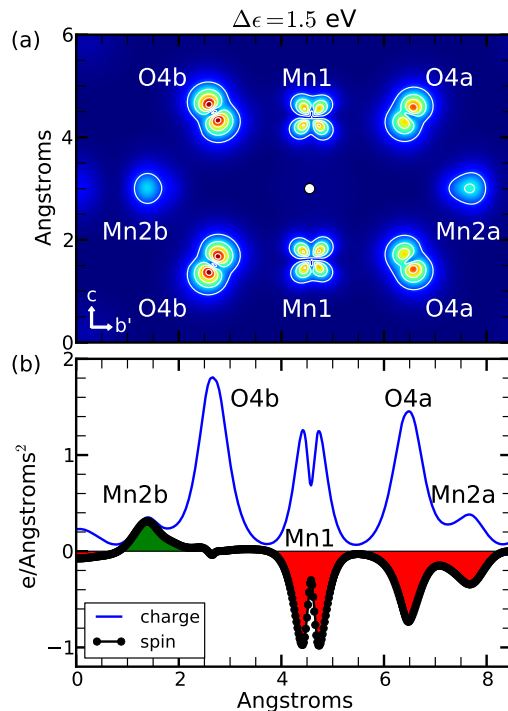 Δϵ = 1.5 eV
(a)
6
4
2
0
Angstroms
O4b
Mn1
O4a
Mn2b
Mn2a
O4b
Mn1
O4a
c
b'
(b)
2
1
0
−1
e/Angstroms²
O4b
O4a
Mn2b
Mn2a
Mn1
charge
spin
0 2 4 6 8
Angstroms